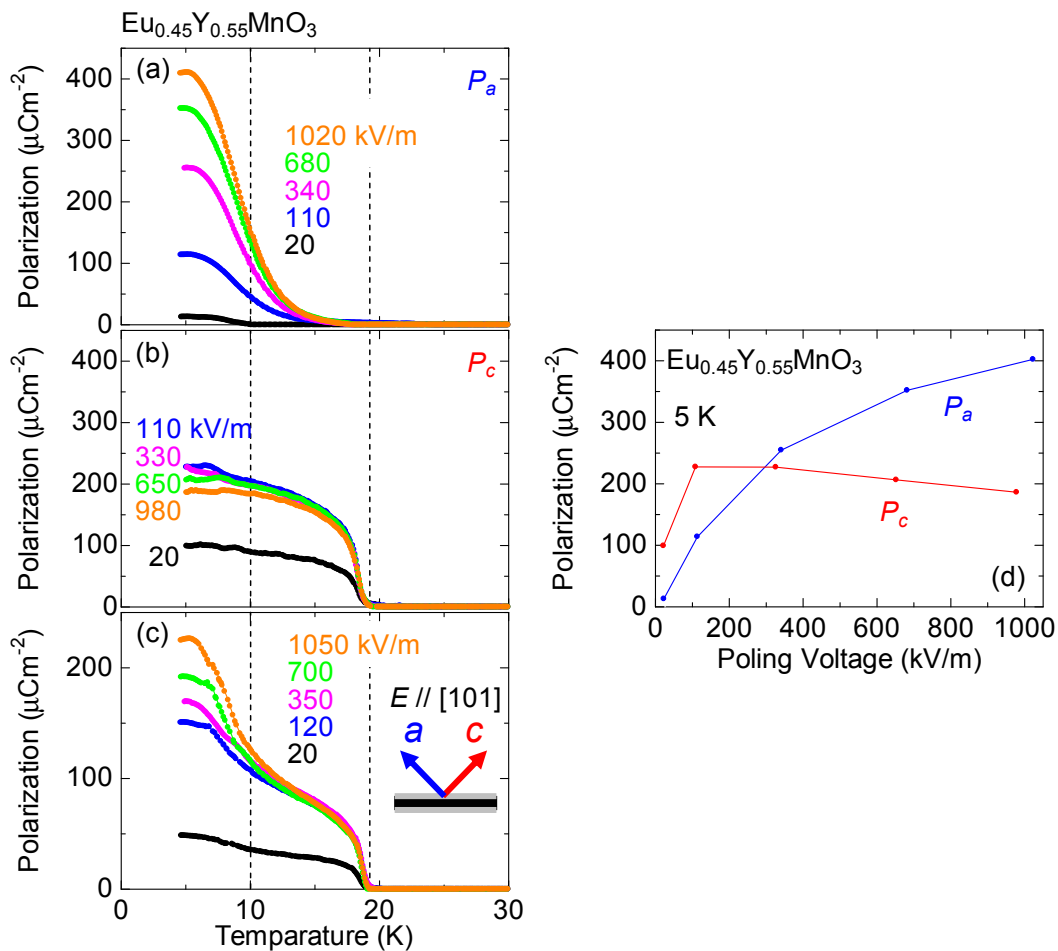 Eu0.45Y0.55MnO3
(a)
Pa
400
300
200
100
0
Polarization (μCm-2)
1020 kV/m
680
340
110
20
(b)
Pc
400
300
200
100
0
Polarization (μCm-2)
110 kV/m
330
650
980
20
(c)
200
100
0
Polarization (μCm-2)
1050 kV/m
700
350
120
20
E // [101]
a c
0 10 20 30
Temparature (K)
Eu0.45Y0.55MnO3
5 K
Pa
Pc
(d)
400
300
200
100
0
Polarization (μCm-2)
0 200 400 600 800 1000
Poling Voltage (kV/m)